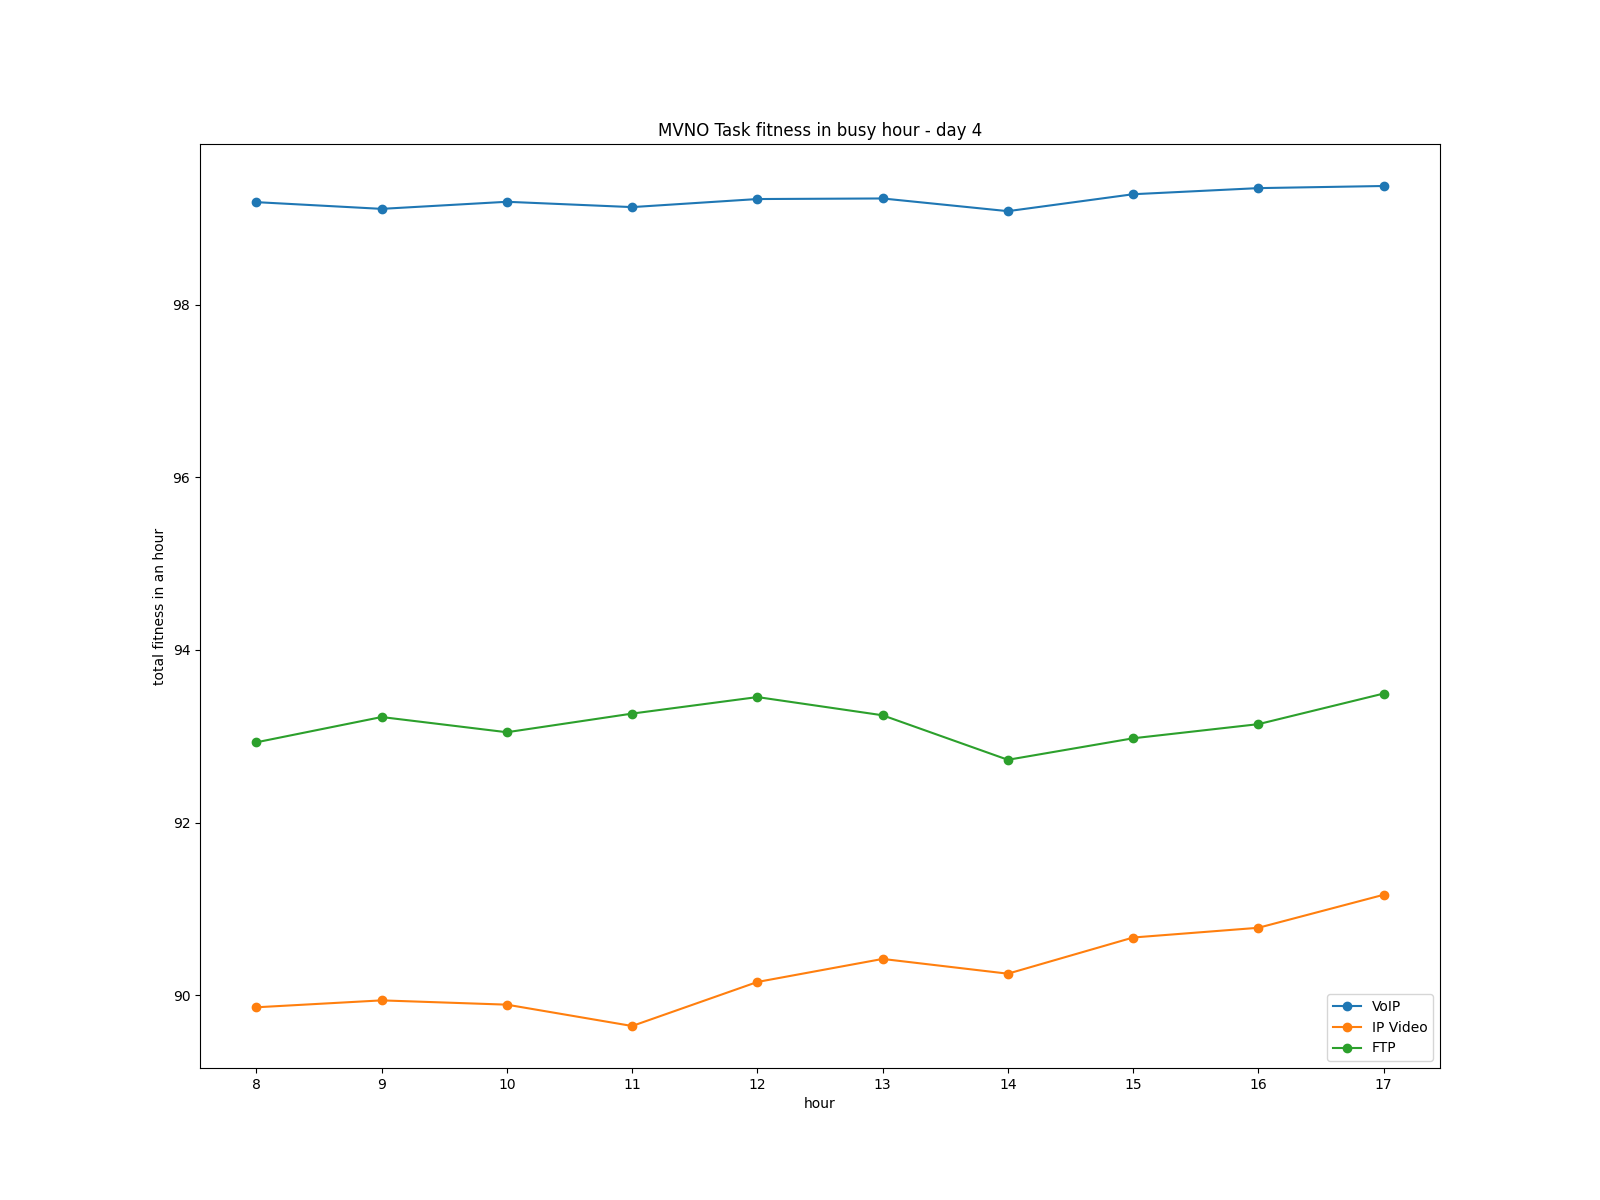 MVNO Task fitness in busy hour - day 4
98
96
94
92
90
total fitness in an hour
8 9 10 11 12 13 14 15 16 17
hour
VoIP
IP Video
FTP